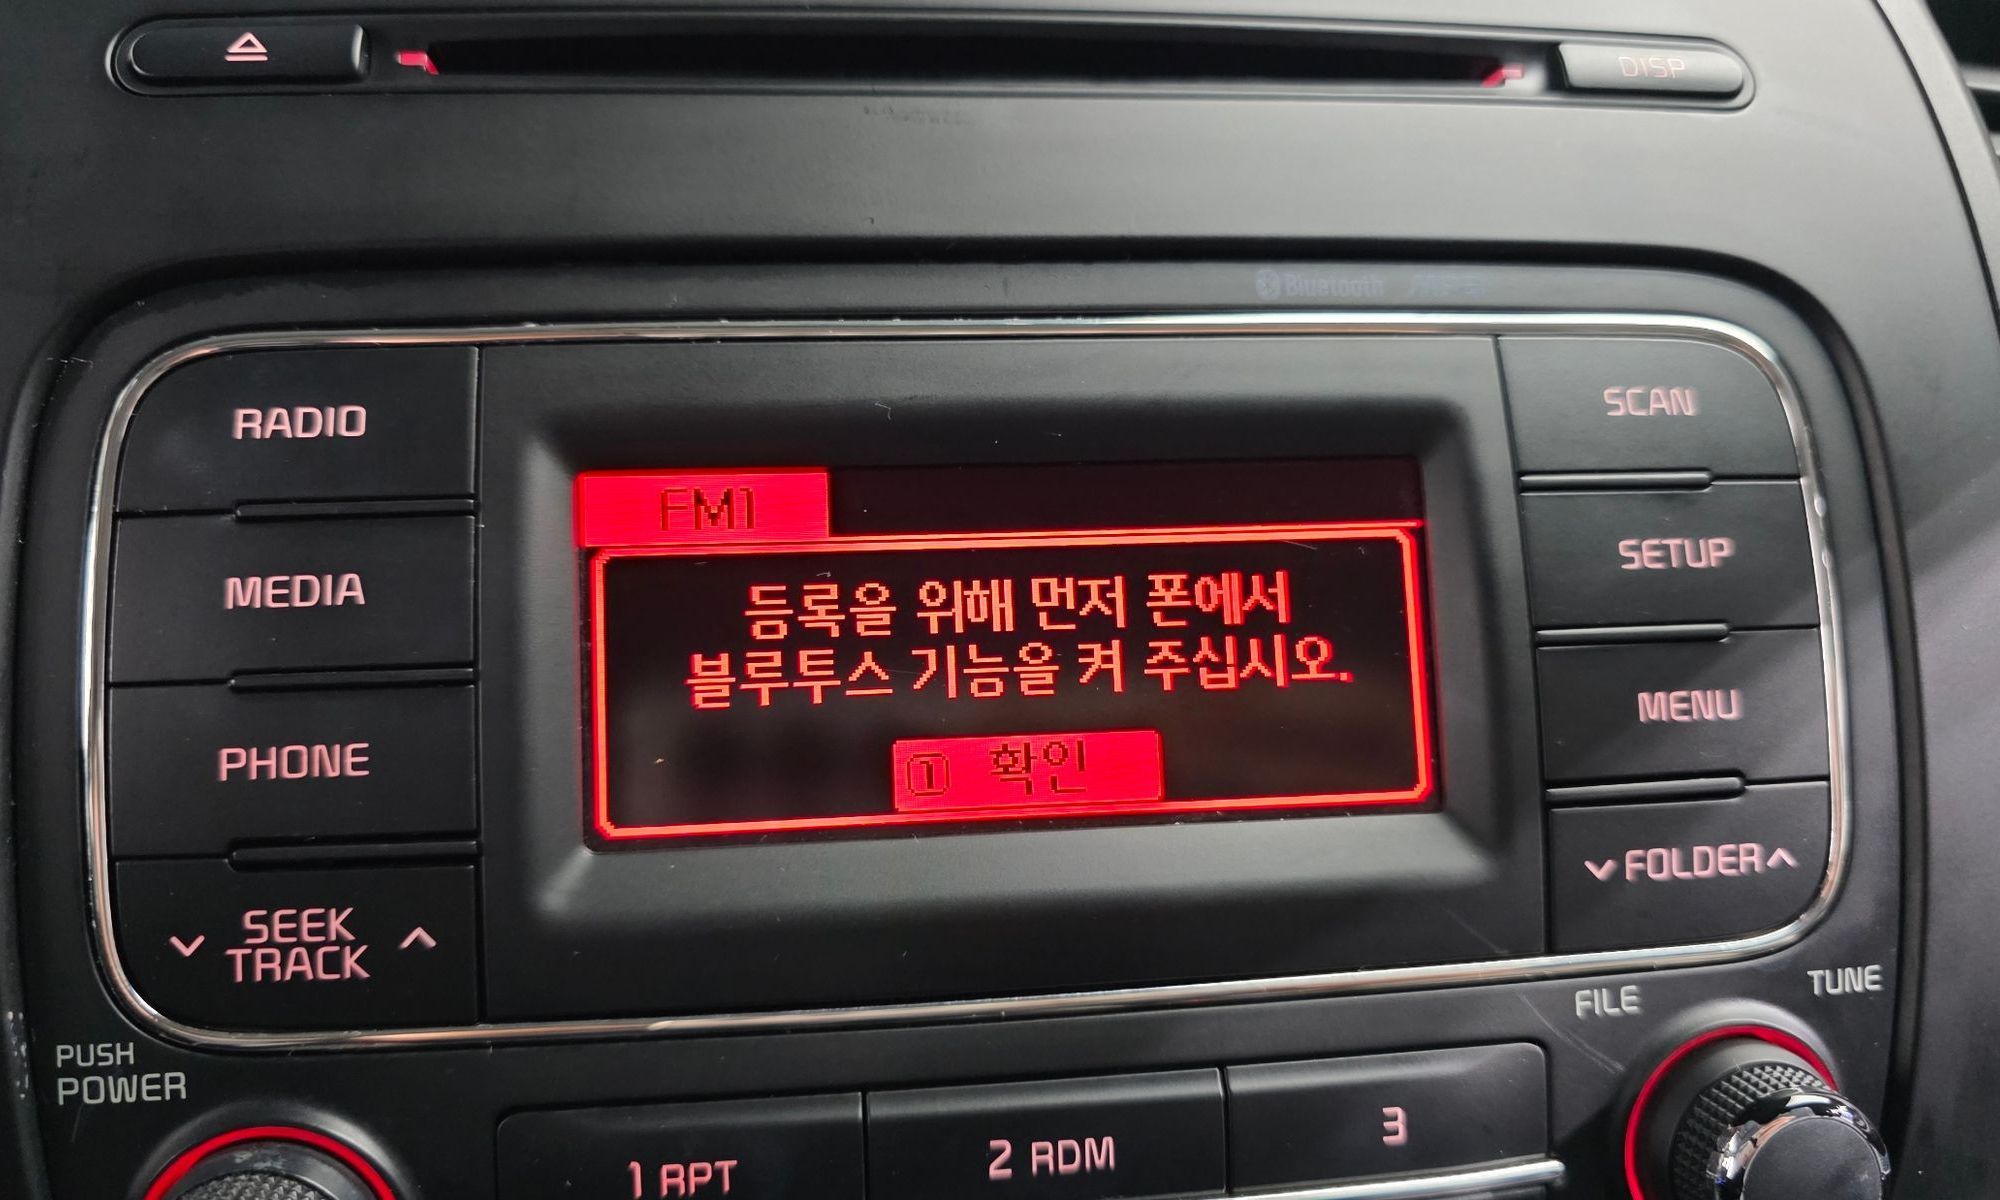 DISP
Bluetooth
RADIO
MEDIA
PHONE
SEEK
TRACK
FM1
등록을 위해 먼저 폰에서
블루투스 기능을 켜 주십시오.
1 확인
SCAN
SETUP
MENU
FOLDER
PUSH
POWER
FILE
TUNE
1 RPT
2 RDM
3